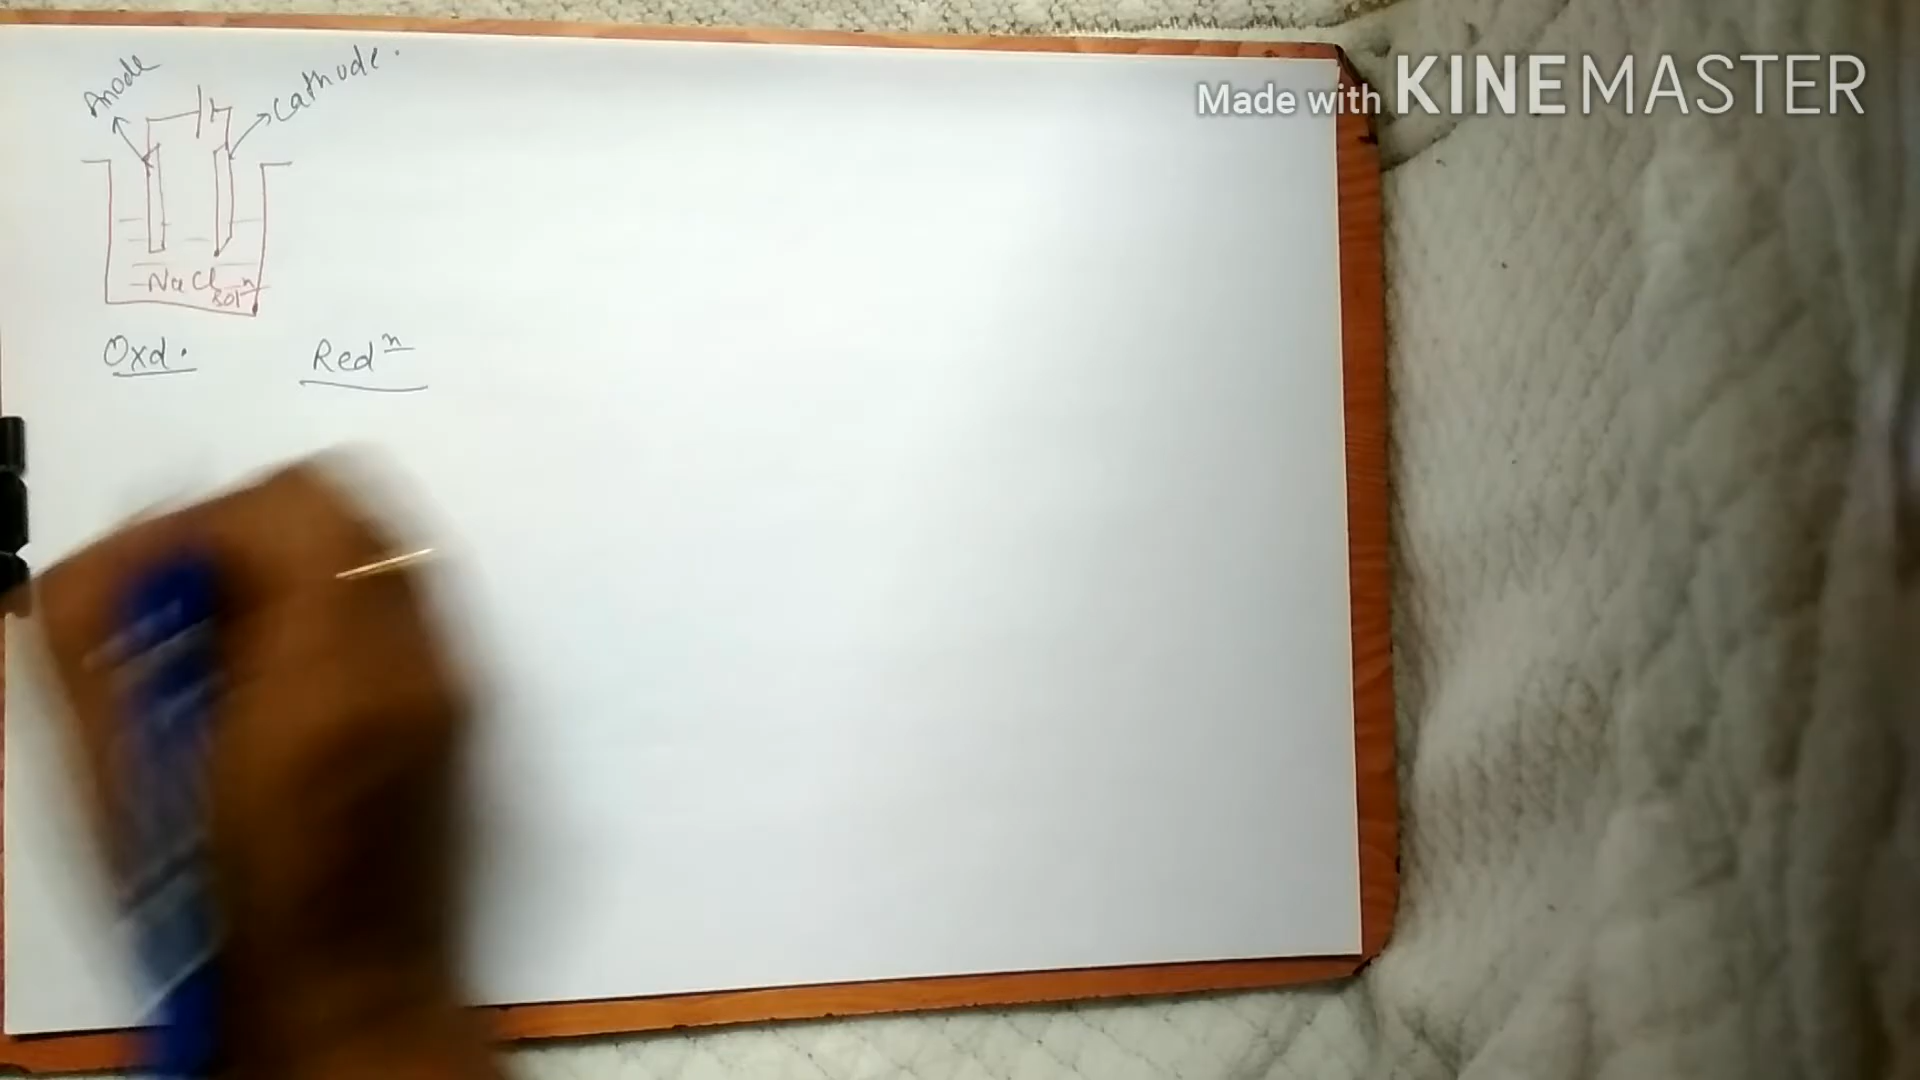 Anode
Cathode.
NaCl solⁿ
Oxd.
Redⁿ
Made with KINEMASTER